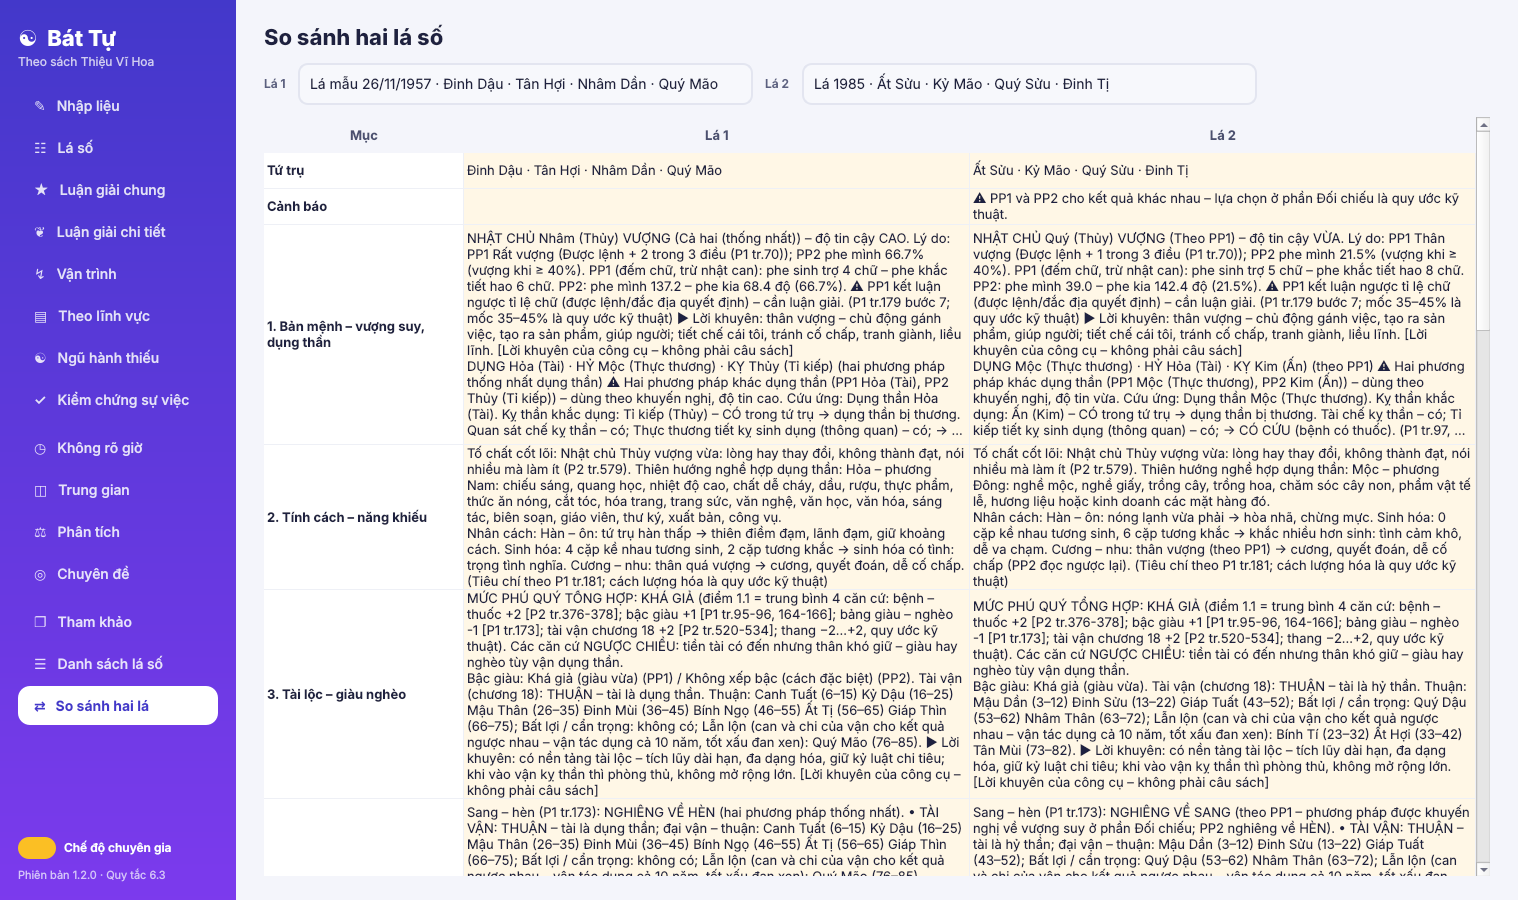 ☯ Bát Tự
Theo sách Thiệu Vĩ Hoa
✎ Nhập liệu
☷ Lá số
★ Luận giải chung
❦ Luận giải chi tiết
↯ Vận trình
▤ Theo lĩnh vực
☯ Ngũ hành thiếu
✓ Kiểm chứng sự việc
◷ Không rõ giờ
◫ Trung gian
⚖ Phân tích
◎ Chuyên đề
❐ Tham khảo
☰ Danh sách lá số
⇄ So sánh hai lá
Chế độ chuyên gia
Phiên bản 1.2.0 · Quy tắc 6.3
So sánh hai lá số
Lá 1
Lá mẫu 26/11/1957 · Đinh Dậu · Tân Hợi · Nhâm Dần · Quý Mão
Lá 2
Lá 1985 · Ất Sửu · Kỷ Mão · Quý Sửu · Đinh Tị
Mục
Lá 1
Lá 2
Tứ trụ
Đinh Dậu · Tân Hợi · Nhâm Dần · Quý Mão
Ất Sửu · Kỷ Mão · Quý Sửu · Đinh Tị
Cảnh báo
⚠ PP1 và PP2 cho kết quả khác nhau – lựa chọn ở phần Đối chiếu là quy ước kỹ
thuật.
1. Bản mệnh – vượng suy,
dụng thần
NHẬT CHỦ Nhâm (Thủy) VƯỢNG (Cả hai (thống nhất)) – độ tin cậy CAO. Lý do:
PP1 Rất vượng (Được lệnh + 2 trong 3 điều (P1 tr.70)); PP2 phe mình 66.7%
(vượng khi ≥ 40%). PP1 (đếm chữ, trừ nhật can): phe sinh trợ 4 chữ – phe khắc
tiết hao 6 chữ. PP2: phe mình 137.2 – phe kia 68.4 độ (66.7%). ⚠ PP1 kết luận
ngược tỉ lệ chữ (được lệnh/đắc địa quyết định) – cần luận giải. (P1 tr.179 bước 7;
mốc 35–45% là quy ước kỹ thuật) ▶ Lời khuyên: thân vượng – chủ động gánh
việc, tạo ra sản phẩm, giúp người; tiết chế cái tôi, tránh cố chấp, tranh giành, liều
lĩnh. [Lời khuyên của công cụ – không phải câu sách]
DỤNG Hỏa (Tài) · HỶ Mộc (Thực thương) · KỴ Thủy (Tỉ kiếp) (hai phương pháp
thống nhất dụng thần) ⚠ Hai phương pháp khác dụng thần (PP1 Hỏa (Tài), PP2
Thủy (Tỉ kiếp)) – dùng theo khuyến nghị, độ tin cao. Cứu ứng: Dụng thần Hỏa
(Tài). Kỵ thần khắc dụng: Tỉ kiếp (Thủy) – CÓ trong tứ trụ → dụng thần bị thương.
Quan sát chế kỵ thần – có; Thực thương tiết kỵ sinh dụng (thông quan) – có; → ...
NHẬT CHỦ Quý (Thủy) VƯỢNG (Theo PP1) – độ tin cậy VỪA. Lý do: PP1 Thân
vượng (Được lệnh + 1 trong 3 điều (P1 tr.70)); PP2 phe mình 21.5% (vượng khi ≥
40%). PP1 (đếm chữ, trừ nhật can): phe sinh trợ 5 chữ – phe khắc tiết hao 8 chữ.
PP2: phe mình 39.0 – phe kia 142.4 độ (21.5%). ⚠ PP1 kết luận ngược tỉ lệ chữ
(được lệnh/đắc địa quyết định) – cần luận giải. (P1 tr.179 bước 7; mốc 35–45% là
quy ước kỹ thuật) ▶ Lời khuyên: thân vượng – chủ động gánh việc, tạo ra sản
phẩm, giúp người; tiết chế cái tôi, tránh cố chấp, tranh giành, liều lĩnh. [Lời
khuyên của công cụ – không phải câu sách]
DỤNG Mộc (Thực thương) · HỶ Hỏa (Tài) · KỴ Kim (Ấn) (theo PP1) ⚠ Hai phương
pháp khác dụng thần (PP1 Mộc (Thực thương), PP2 Kim (Ấn)) – dùng theo
khuyến nghị, độ tin vừa. Cứu ứng: Dụng thần Mộc (Thực thương). Kỵ thần khắc
dụng: Ấn (Kim) – CÓ trong tứ trụ → dụng thần bị thương. Tài chế kỵ thần – có; Tỉ
kiếp tiết kỵ sinh dụng (thông quan) – có; → CÓ CỨU (bệnh có thuốc). (P1 tr.97, ...
2. Tính cách – năng khiếu
Tố chất cốt lõi: Nhật chủ Thủy vượng vừa: lòng hay thay đổi, không thành đạt, nói
nhiều mà làm ít (P2 tr.579). Thiên hướng nghề hợp dụng thần: Hỏa – phương
Nam: chiếu sáng, quang học, nhiệt độ cao, chất dễ cháy, dầu, rượu, thực phẩm,
thức ăn nóng, cắt tóc, hóa trang, trang sức, văn nghệ, văn học, văn hóa, sáng
tác, biên soạn, giáo viên, thư ký, xuất bản, công vụ.
Nhân cách: Hàn – ôn: tứ trụ hàn thấp → thiên điềm đạm, lãnh đạm, giữ khoảng
cách. Sinh hóa: 4 cặp kề nhau tương sinh, 2 cặp tương khắc → sinh hóa có tình:
trọng tình nghĩa. Cương – nhu: thân quá vượng → cương, quyết đoán, dễ cố chấp.
(Tiêu chí theo P1 tr.181; cách lượng hóa là quy ước kỹ thuật)
Tố chất cốt lõi: Nhật chủ Thủy vượng vừa: lòng hay thay đổi, không thành đạt, nói
nhiều mà làm ít (P2 tr.579). Thiên hướng nghề hợp dụng thần: Mộc – phương
Đông: nghề mộc, nghề giấy, trồng cây, trồng hoa, chăm sóc cây non, phẩm vật tế
lễ, hương liệu hoặc kinh doanh các mặt hàng đó.
Nhân cách: Hàn – ôn: nóng lạnh vừa phải → hòa nhã, chừng mực. Sinh hóa: 0
cặp kề nhau tương sinh, 6 cặp tương khắc → khắc nhiều hơn sinh: tình cảm khô,
dễ va chạm. Cương – nhu: thân vượng (theo PP1) → cương, quyết đoán, dễ cố
chấp (PP2 đọc ngược lại). (Tiêu chí theo P1 tr.181; cách lượng hóa là quy ước kỹ
thuật)
3. Tài lộc – giàu nghèo
MỨC PHÚ QUÝ TỔNG HỢP: KHÁ GIẢ (điểm 1.1 = trung bình 4 căn cứ: bệnh –
thuốc +2 [P2 tr.376-378]; bậc giàu +1 [P1 tr.95-96, 164-166]; bảng giàu – nghèo
-1 [P1 tr.173]; tài vận chương 18 +2 [P2 tr.520-534]; thang −2…+2, quy ước kỹ
thuật). Các căn cứ NGƯỢC CHIỀU: tiền tài có đến nhưng thân khó giữ – giàu hay
nghèo tùy vận dụng thần.
Bậc giàu: Khá giả (giàu vừa) (PP1) / Không xếp bậc (cách đặc biệt) (PP2). Tài vận
(chương 18): THUẬN – tài là dụng thần. Thuận: Canh Tuất (6–15) Kỷ Dậu (16–25)
Mậu Thân (26–35) Đinh Mùi (36–45) Bính Ngọ (46–55) Ất Tị (56–65) Giáp Thìn
(66–75); Bất lợi / cần trọng: không có; Lẫn lộn (can và chi của vận cho kết quả
ngược nhau – vận tác dụng cả 10 năm, tốt xấu đan xen): Quý Mão (76–85). ▶ Lời
khuyên: có nền tảng tài lộc – tích lũy dài hạn, đa dạng hóa, giữ kỷ luật chi tiêu;
khi vào vận kỵ thần thì phòng thủ, không mở rộng lớn. [Lời khuyên của công cụ –
không phải câu sách]
MỨC PHÚ QUÝ TỔNG HỢP: KHÁ GIẢ (điểm 1.1 = trung bình 4 căn cứ: bệnh –
thuốc +2 [P2 tr.376-378]; bậc giàu +1 [P1 tr.95-96, 164-166]; bảng giàu – nghèo
-1 [P1 tr.173]; tài vận chương 18 +2 [P2 tr.520-534]; thang −2…+2, quy ước kỹ
thuật). Các căn cứ NGƯỢC CHIỀU: tiền tài có đến nhưng thân khó giữ – giàu hay
nghèo tùy vận dụng thần.
Bậc giàu: Khá giả (giàu vừa). Tài vận (chương 18): THUẬN – tài là hỷ thần. Thuận:
Mậu Dần (3–12) Đinh Sửu (13–22) Giáp Tuất (43–52); Bất lợi / cần trọng: Quý Dậu
(53–62) Nhâm Thân (63–72); Lẫn lộn (can và chi của vận cho kết quả ngược
nhau – vận tác dụng cả 10 năm, tốt xấu đan xen): Bính Tí (23–32) Ất Hợi (33–42)
Tân Mùi (73–82). ▶ Lời khuyên: có nền tảng tài lộc – tích lũy dài hạn, đa dạng
hóa, giữ kỷ luật chi tiêu; khi vào vận kỵ thần thì phòng thủ, không mở rộng lớn.
[Lời khuyên của công cụ – không phải câu sách]
Sang – hèn (P1 tr.173): NGHIÊNG VỀ HÈN (hai phương pháp thống nhất). • TÀI
VẬN: THUẬN – tài là dụng thần; đại vận – thuận: Canh Tuất (6–15) Kỷ Dậu (16–25)
Mậu Thân (26–35) Đinh Mùi (36–45) Bính Ngọ (46–55) Ất Tị (56–65) Giáp Thìn
(66–75); Bất lợi / cần trọng: không có; Lẫn lộn (can và chi của vận cho kết quả
ngược nhau – vận tác dụng cả 10 năm, tốt xấu đan xen): Quý Mão (76–85).
Sang – hèn (P1 tr.173): NGHIÊNG VỀ SANG (theo PP1 – phương pháp được khuyến
nghị về vượng suy ở phần Đối chiếu; PP2 nghiêng về HÈN). • TÀI VẬN: THUẬN –
tài là hỷ thần; đại vận – thuận: Mậu Dần (3–12) Đinh Sửu (13–22) Giáp Tuất
(43–52); Bất lợi / cần trọng: Quý Dậu (53–62) Nhâm Thân (63–72); Lẫn lộn (can
và chi của vận cho kết quả ngược nhau – vận tác dụng cả 10 năm, tốt xấu đan